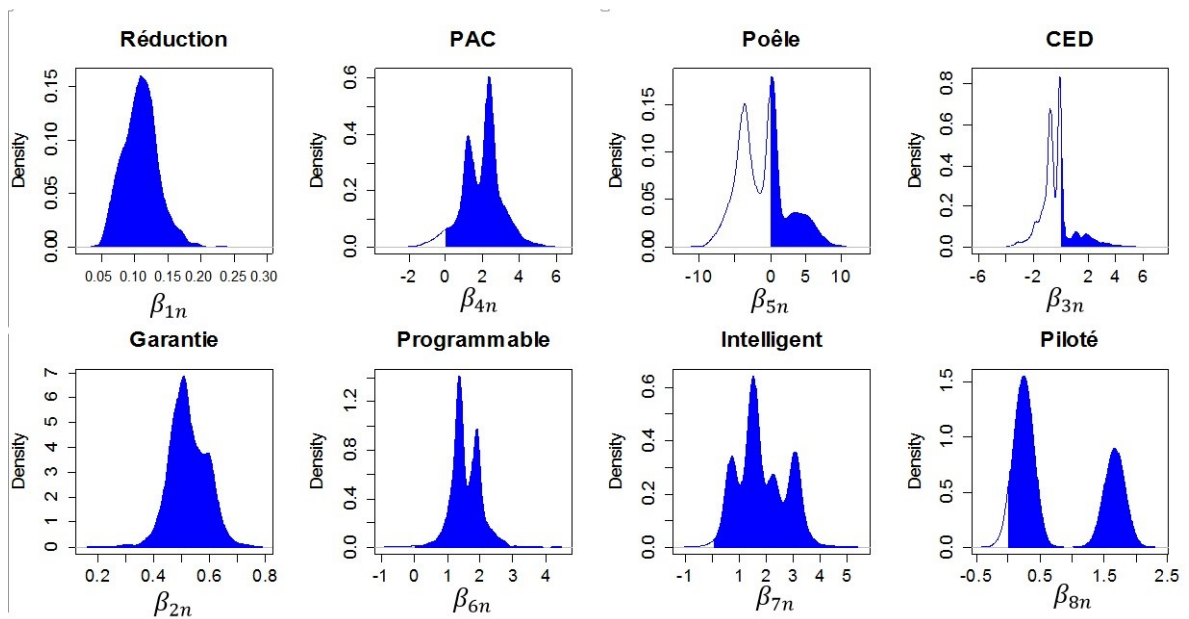 Réduction
PAC
Poêle
CED
Density
0.00 0.05 0.10 0.15
0.05 0.10 0.15 0.20 0.25 0.30
β1n
Density
0.0 0.2 0.4 0.6
-2 0 2 4 6
β4n
Density
0.00 0.05 0.10 0.15
-10 -5 0 5 10
β5n
Density
0.0 0.2 0.4 0.6 0.8
-6 -4 -2 0 2 4 6
β3n
Garantie
Programmable
Intelligent
Piloté
Density
0 1 2 3 4 5 6 7
0.2 0.4 0.6 0.8
β2n
Density
0.0 0.4 0.8 1.2
-1 0 1 2 3 4
β6n
Density
0.0 0.2 0.4 0.6
-1 1 2 3 4 5
β7n
Density
0.0 0.5 1.0 1.5
-0.5 0.5 1.5 2.5
β8n